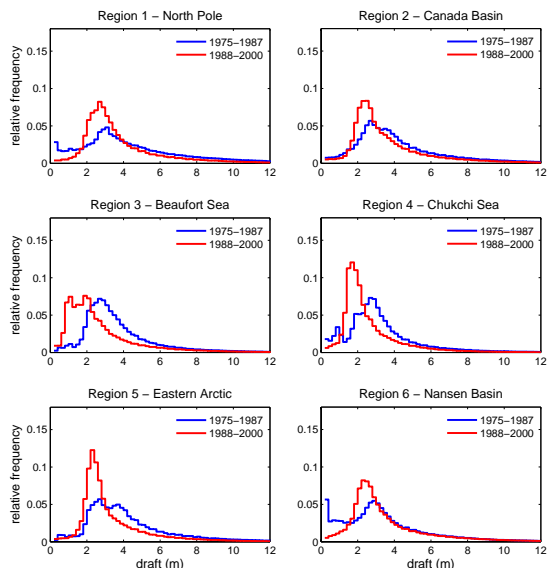 Region 1 − North Pole
Region 2 − Canada Basin
0.15
0.1
0.05
0
relative frequency
1975−1987
1988−2000
0 2 4 6 8 10 12
0.15
0.1
0.05
0
1975−1987
1988−2000
0 2 4 6 8 10 12
Region 3 − Beaufort Sea
Region 4 − Chukchi Sea
0.15
0.1
0.05
0
relative frequency
1975−1987
1988−2000
0 2 4 6 8 10 12
0.15
0.1
0.05
0
1975−1987
1988−2000
0 2 4 6 8 10 12
Region 5 − Eastern Arctic
Region 6 − Nansen Basin
0.15
0.1
0.05
0
relative frequency
1975−1987
1988−2000
0 2 4 6 8 10 12
draft (m)
0.15
0.1
0.05
0
1975−1987
1988−2000
0 2 4 6 8 10 12
draft (m)